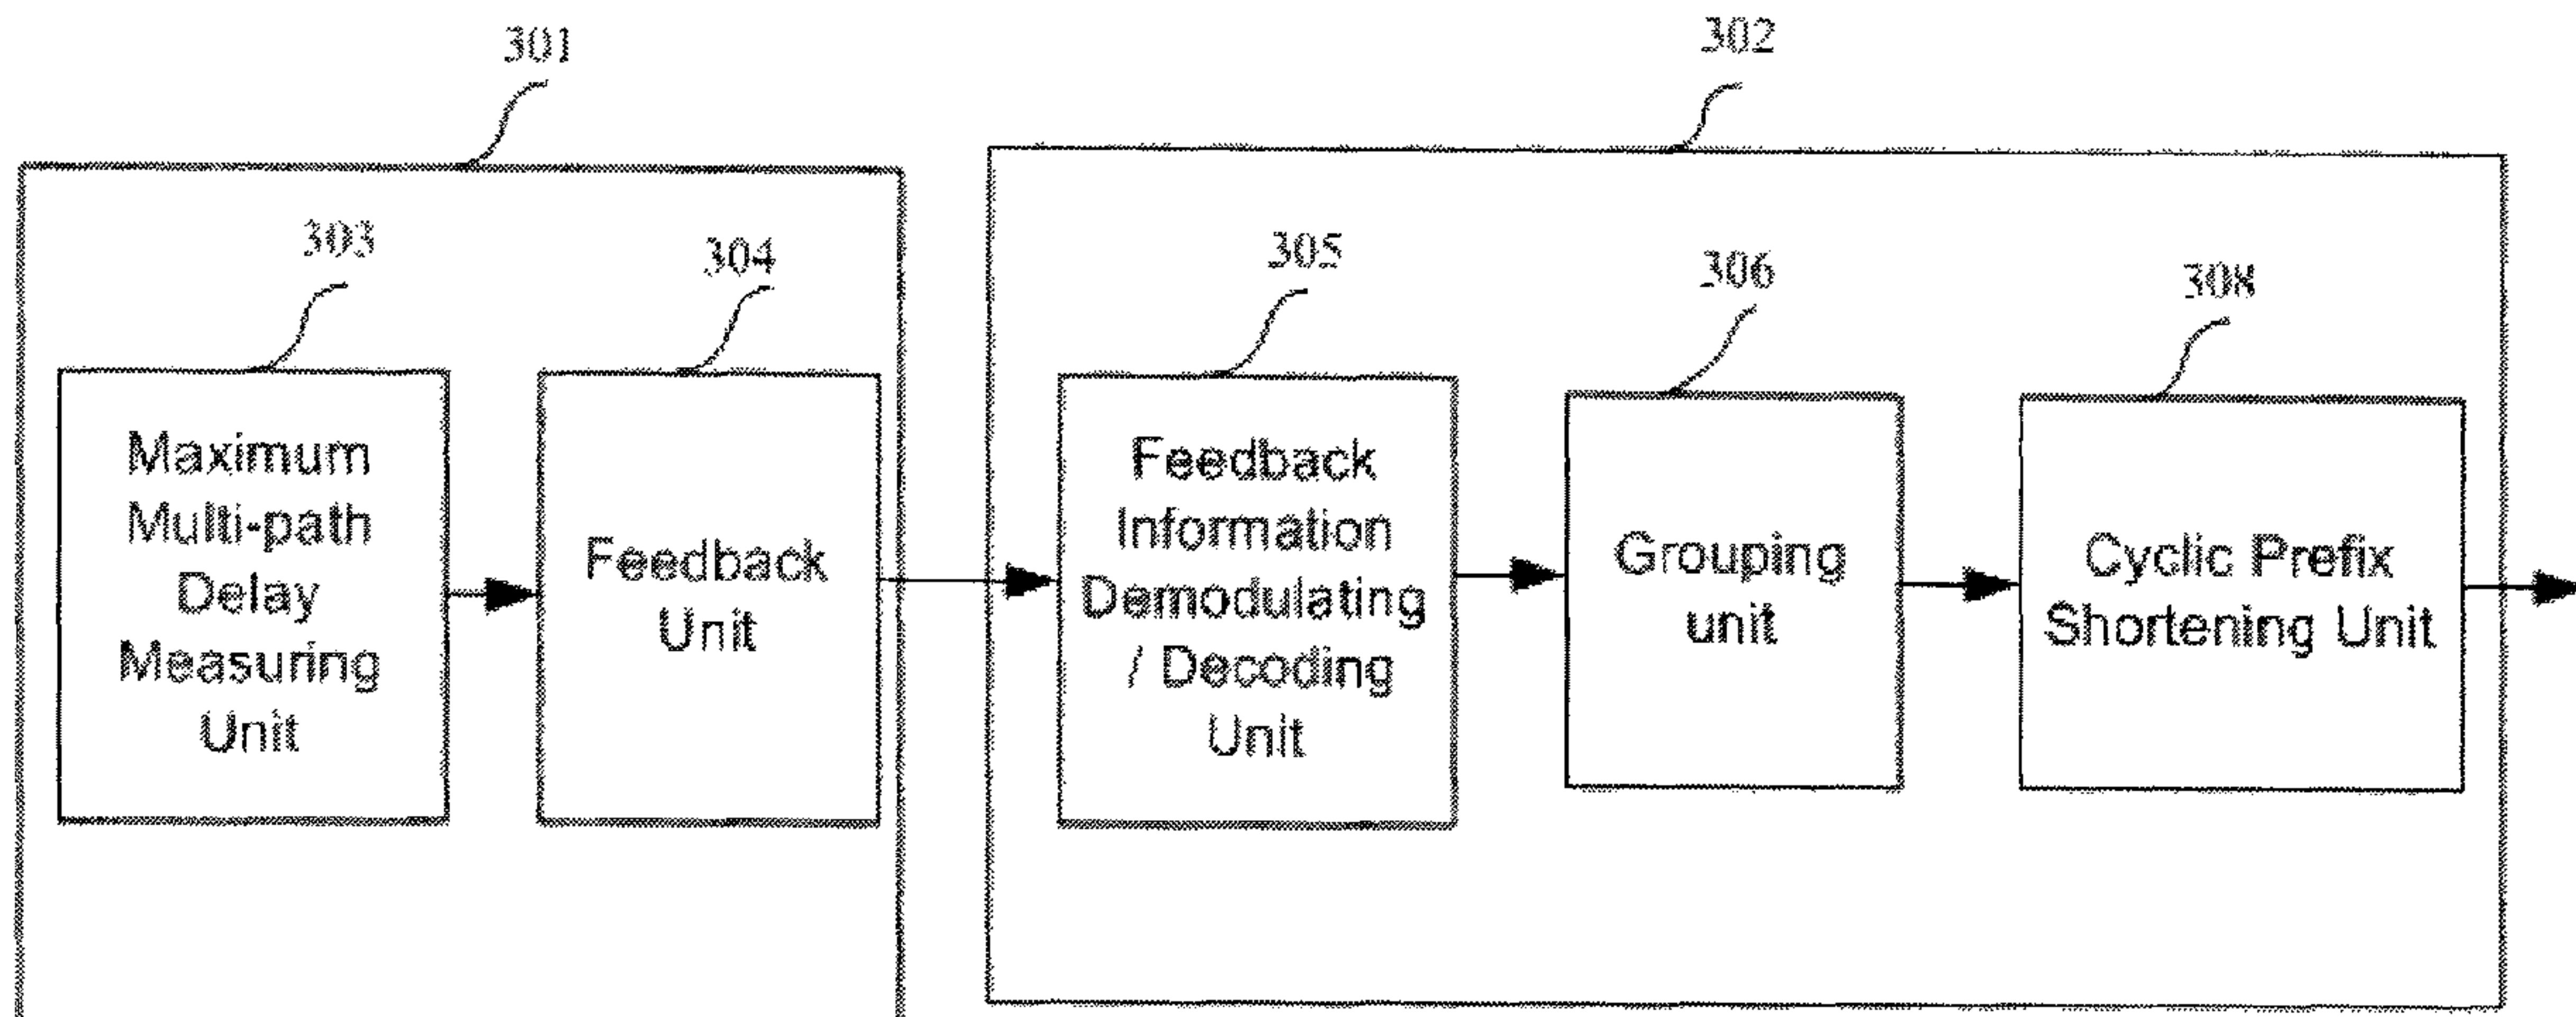 301
302
303
304
305
306
308
Maximum
Multi-path
Delay
Measuring
Unit
Feedback
Unit
Feedback
Information
Demodulating
/ Decoding
Unit
Grouping
unit
Cyclic Prefix
Shortening Unit